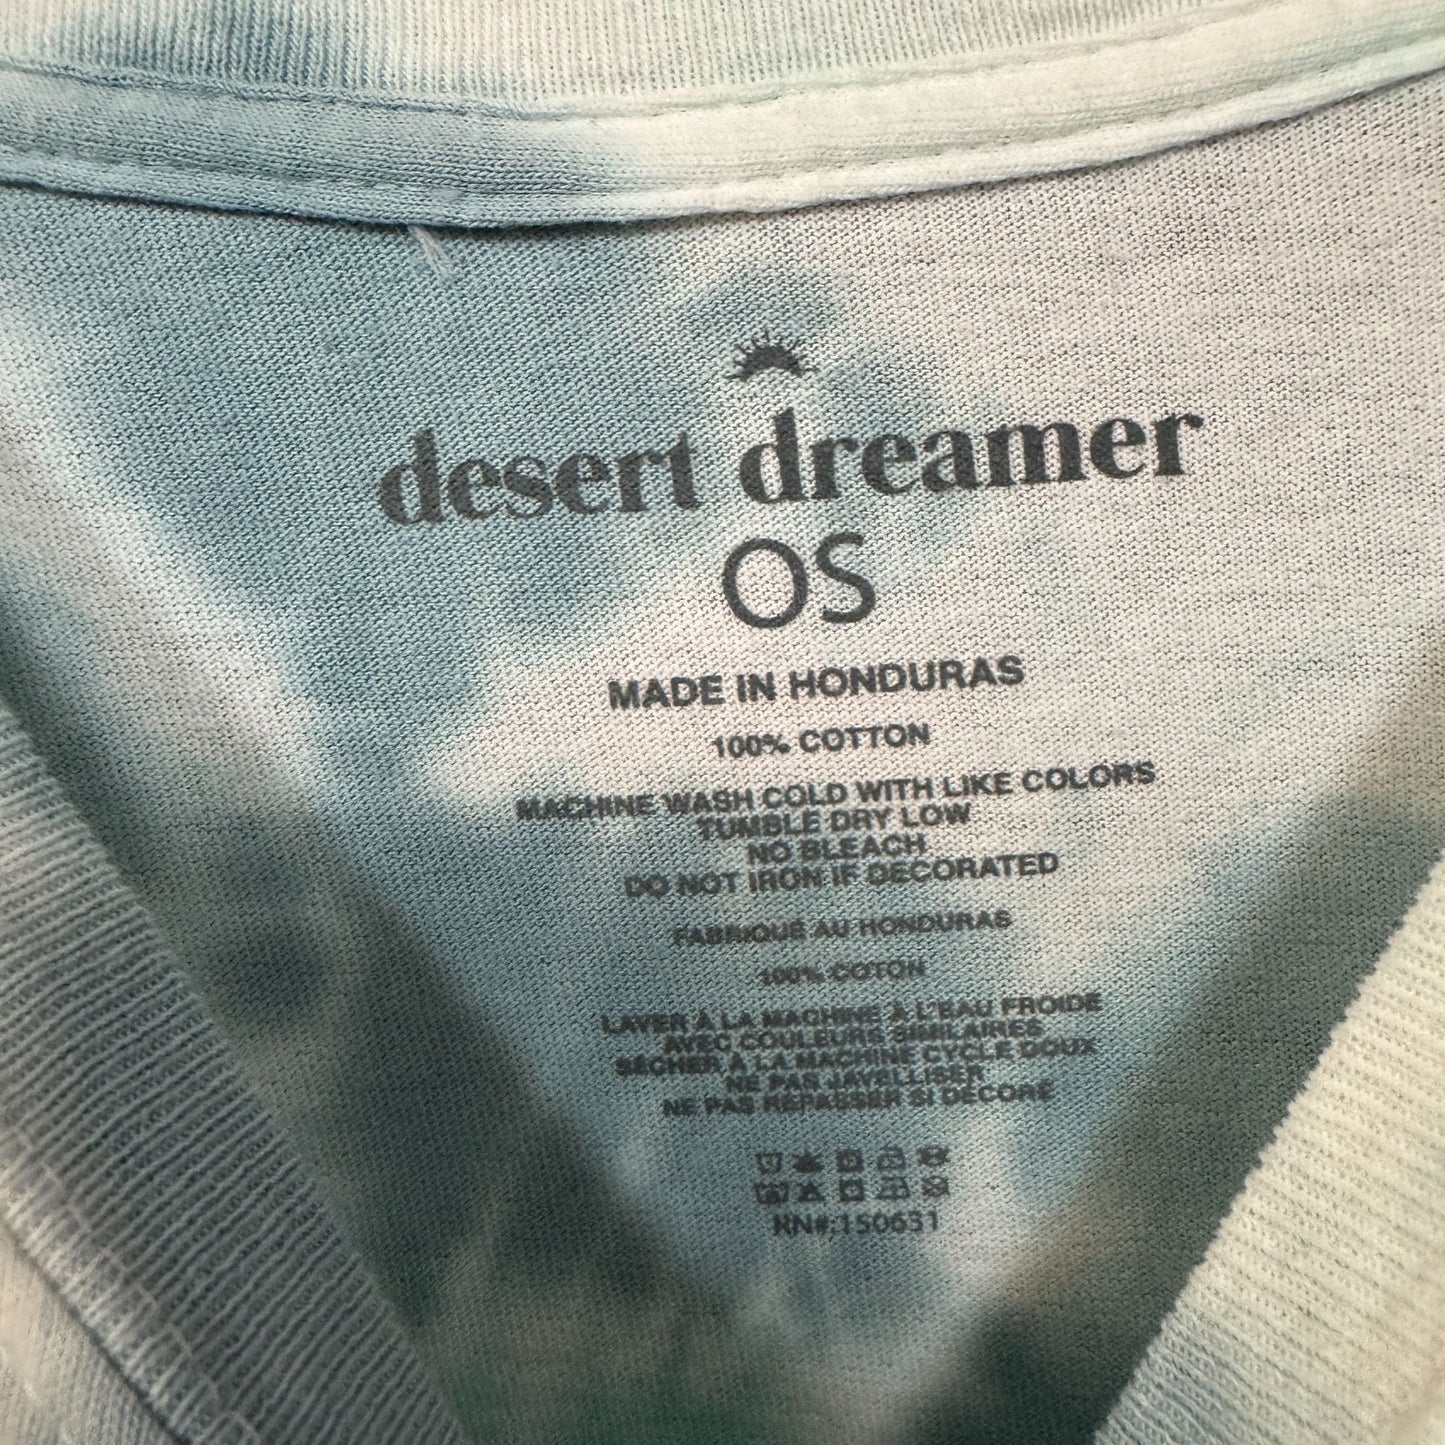 desert dreamer
OS
MADE IN HONDURAS
100% COTTON
MACHINE WASH COLD WITH LIKE COLORS
TUMBLE DRY LOW
NO BLEACH
DO NOT IRON IF DECORATED
FABRIQUÉ AU HONDURAS
100% COTON
LAVER À LA MACHINE À L'EAU FROIDE
AVEC COULEURS SIMILAIRES
SÉCHER À LA MACHINE CYCLE DOUX
NE PAS JAVELLISER
NE PAS REPASSER SI DÉCORÉ
RN#:150631